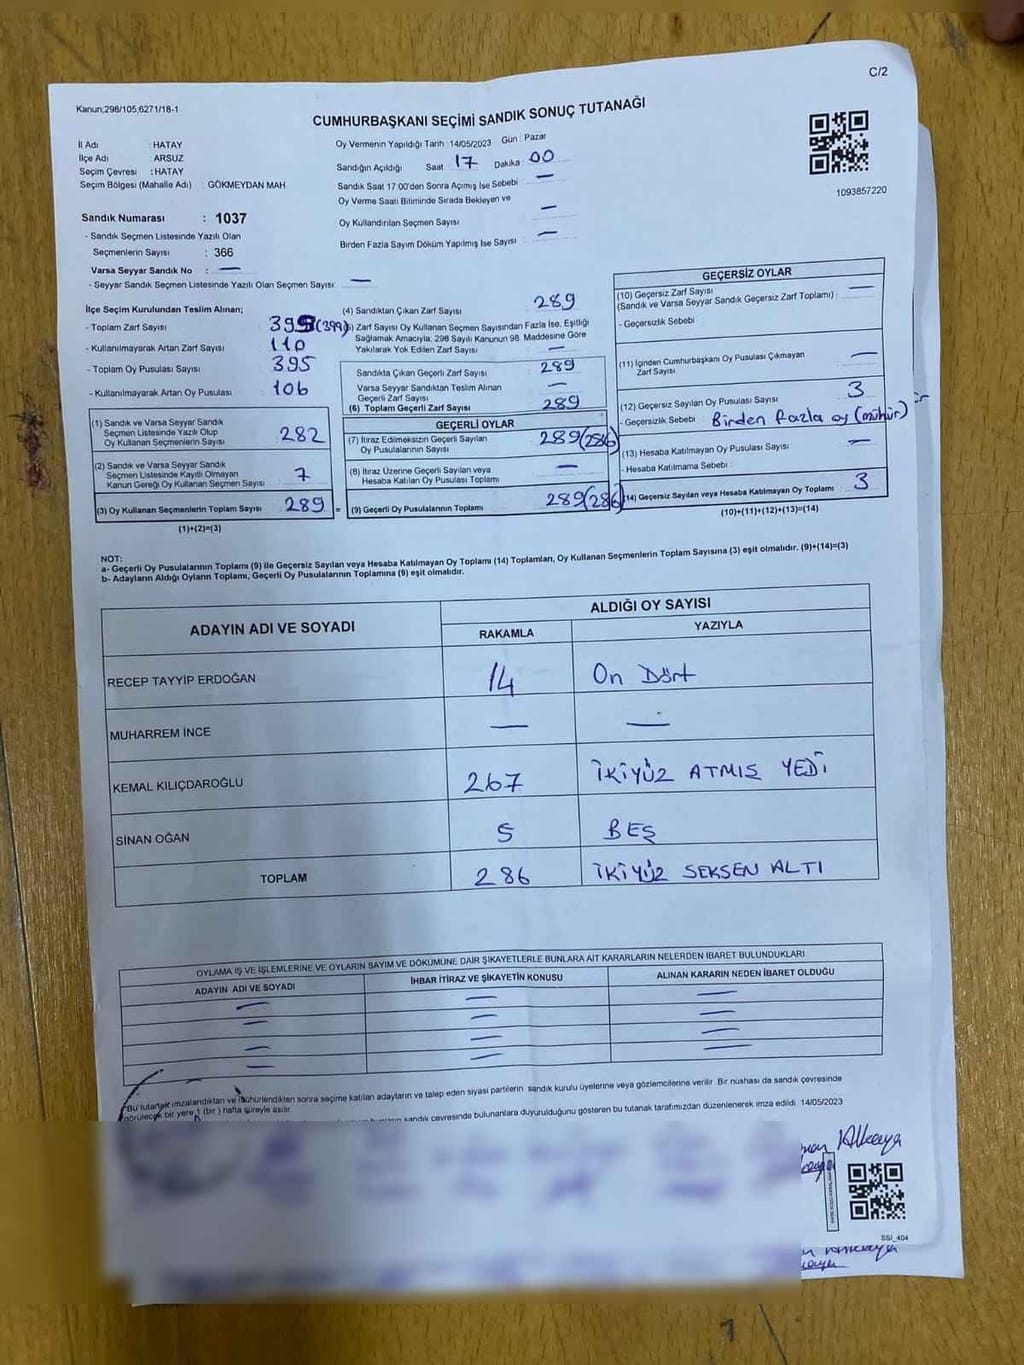 C/2
Kanun;298/105,6271/18-1
CUMHURBAŞKANI SEÇİMİ SANDIK SONUÇ TUTANAĞI
İl Adı : HATAY
İlçe Adı ARSUZ
Seçim Çevresi : HATAY
Seçim Bölgesi (Mahalle Adı) : GÖKMEYDAN MAH
Oy Vermenin Yapıldığı Tarih 14/05/2023 Gün : Pazar
Sandığın Açıldığı Saat 17 Dakika 00
Sandık Saat 17:00'den Sonra Açımış İse Sebebi —
Oy Verme Saati Bitiminde Sırada Bekleyen ve
Oy Kullandırılan Seçmen Sayısı —
Birden Fazla Sayım Döküm Yapılmış İse Sayısı —
1093857220
Sandık Numarası : 1037
- Sandık Seçmen Listesinde Yazılı Olan
Seçmenlerin Sayısı : 366
Varsa Seyyar Sandık No : —
- Seyyar Sandık Seçmen Listesinde Yazılı Olan Seçmen Sayısı —
İlçe Seçim Kurulundan Teslim Alınan;
- Toplam Zarf Sayısı (399)
- Kullanılmayarak Artan Zarf Sayısı 110
- Toplam Oy Pusulası Sayısı 395
- Kullanılmayarak Artan Oy Pusulası 106
(1) Sandık ve Varsa Seyyar Sandık
Seçmen Listesinde Yazılı Olup
Oy Kullanan Seçmenlerin Sayısı 282
(2) Sandık ve Varsa Seyyar Sandık
Seçmen Listesinde Kayıtlı Olmayan
Kanun Gereği Oy Kullanan Seçmen Sayısı 7
(3) Oy Kullanan Seçmenlerin Toplam Sayısı 289 =
(1)+(2)=(3)
(4) Sandıktan Çıkan Zarf Sayısı 289
Zarf Sayısı Oy Kullanan Seçmen Sayısından Fazla İse, Eşitliği
Sağlamak Amacıyla, 298 Sayılı Kanunun 98. Maddesine Göre
Yakılarak Yok Edilen Zarf Sayısı —
Sandıkta Çıkan Geçerli Zarf Sayısı 289
Varsa Seyyar Sandıktan Teslim Alınan
Geçerli Zarf Sayısı —
(6) Toplam Geçerli Zarf Sayısı 289
GEÇERLİ OYLAR
(7) İtiraz Edilmeksizin Geçerli Sayılan
Oy Pusulalarının Sayısı 289(286)
(8) İtiraz Üzerine Geçerli Sayılan veya
Hesaba Katılan Oy Pusulası Toplamı —
(9) Geçerli Oy Pusulalarının Toplamı 289(286)
GEÇERSİZ OYLAR
(10) Geçersiz Zarf Sayısı —
(Sandık ve Varsa Seyyar Sandık Geçersiz Zarf Toplamı)
- Geçersizlik Sebebi
(11) İçinden Cumhurbaşkanı Oy Pusulası Çıkmayan
Zarf Sayısı —
(12) Geçersiz Sayılan Oy Pusulası Sayısı 3
- Geçersizlik Sebebi Birden fazla oy (mühür)
(13) Hesaba Katılmayan Oy Pusulası Sayısı —
- Hesaba Katılmama Sebebi
(14) Geçersiz Sayılan veya Hesaba Katılmayan Oy Toplamı 3
(10)+(11)+(12)+(13)=(14)
NOT:
a- Geçerli Oy Pusulalarının Toplamı (9) ile Geçersiz Sayılan veya Hesaba Katılmayan Oy Toplamı (14) Toplamları, Oy Kullanan Seçmenlerin Toplam Sayısına (3) eşit olmalıdır. (9)+(14)=(3)
b- Adayların Aldığı Oyların Toplamı, Geçerli Oy Pusulalarının Toplamına (9) eşit olmalıdır.
ADAYIN ADI VE SOYADI
ALDIĞI OY SAYISI
RAKAMLA YAZIYLA
RECEP TAYYİP ERDOĞAN 14 On Dört
MUHARREM İNCE — —
KEMAL KILIÇDAROĞLU 267 İKİYÜZ ATMIŞ YEDİ
SİNAN OĞAN 5 BEŞ
TOPLAM 286 İKİYÜZ SEKSEN ALTI
OYLAMA İŞ VE İŞLEMLERİNE VE OYLARIN SAYIM VE DÖKÜMÜNE DAİR ŞİKAYETLERLE BUNLARA AİT KARARLARIN NELERDEN İBARET BULUNDUKLARI
ADAYIN ADI VE SOYADI İHBAR İTİRAZ VE ŞİKAYETİN KONUSU ALINAN KARARIN NEDEN İBARET OLDUĞU
— — —
— — —
— — —
— — —
Bu tutanak imzalandıktan ve mühürlendikten sonra seçime katılan adayların ve talep eden siyasi partilerin sandık kurulu üyelerine veya gözlemcilerine verilir. Bir nüshası da sandık çevresinde
görülecek bir yere 1 (bir) hafta süreyle asılır.
sandık çevresinde bulunanlara duyurulduğunu gösteren bu tutanak tarafımızdan düzenlenerek imza edildi. 14/05/2023
SSI_404